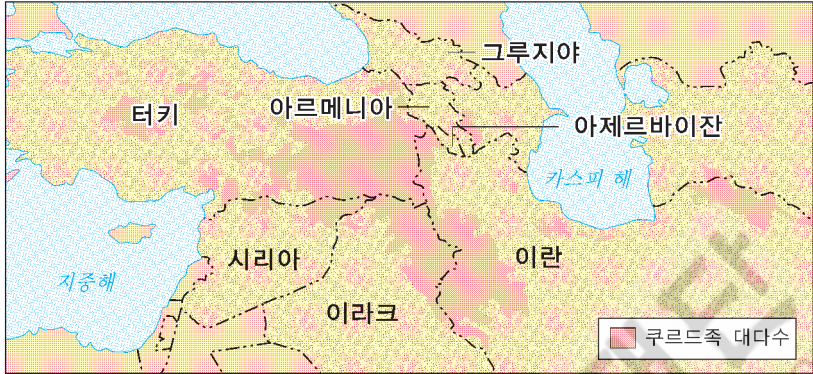 그루지야
터키
아르메니아
아제르바이잔
카스피 해
시리아
이란
지중해
이라크
쿠르드족 대다수